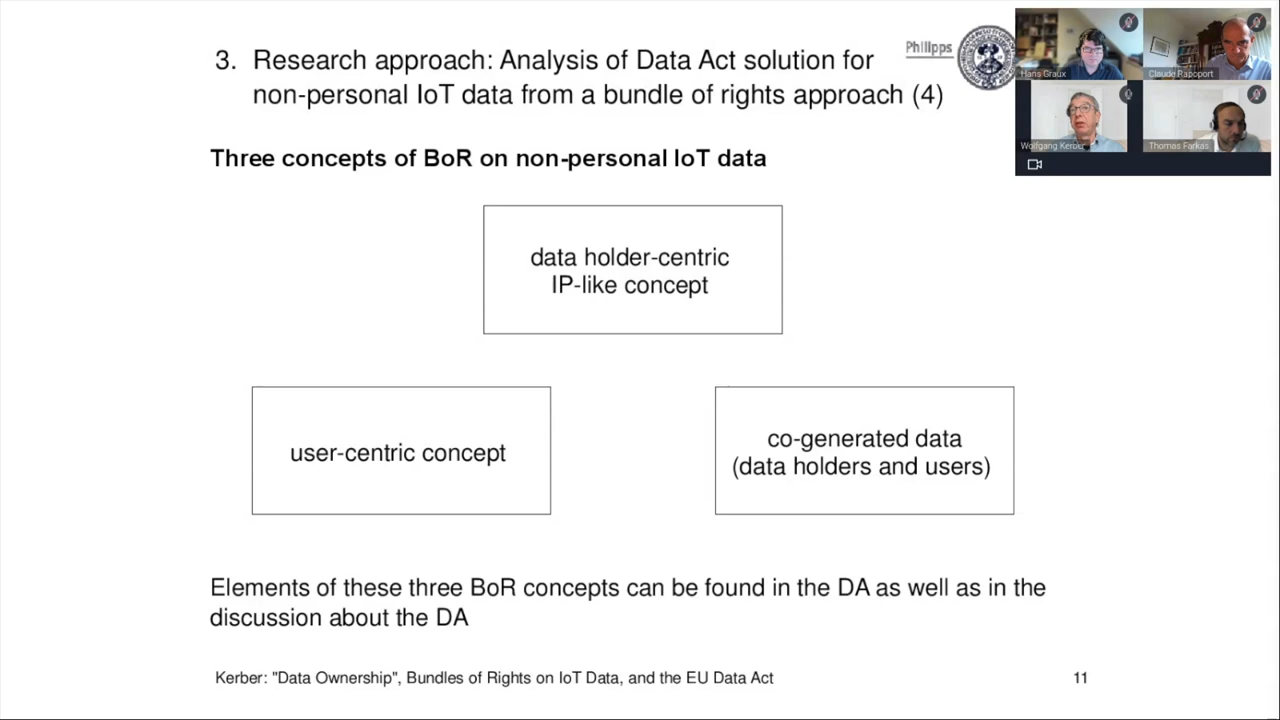 3. Research approach: Analysis of Data Act solution for
non-personal IoT data from a bundle of rights approach (4)
Philipps
Hans Graux
Claude Rapoport
Wolfgang Kerber
Thomas Farkas
Three concepts of BoR on non-personal IoT data
data holder-centric
IP-like concept
user-centric concept
co-generated data
(data holders and users)
Elements of these three BoR concepts can be found in the DA as well as in the
discussion about the DA
Kerber: "Data Ownership", Bundles of Rights on IoT Data, and the EU Data Act
11